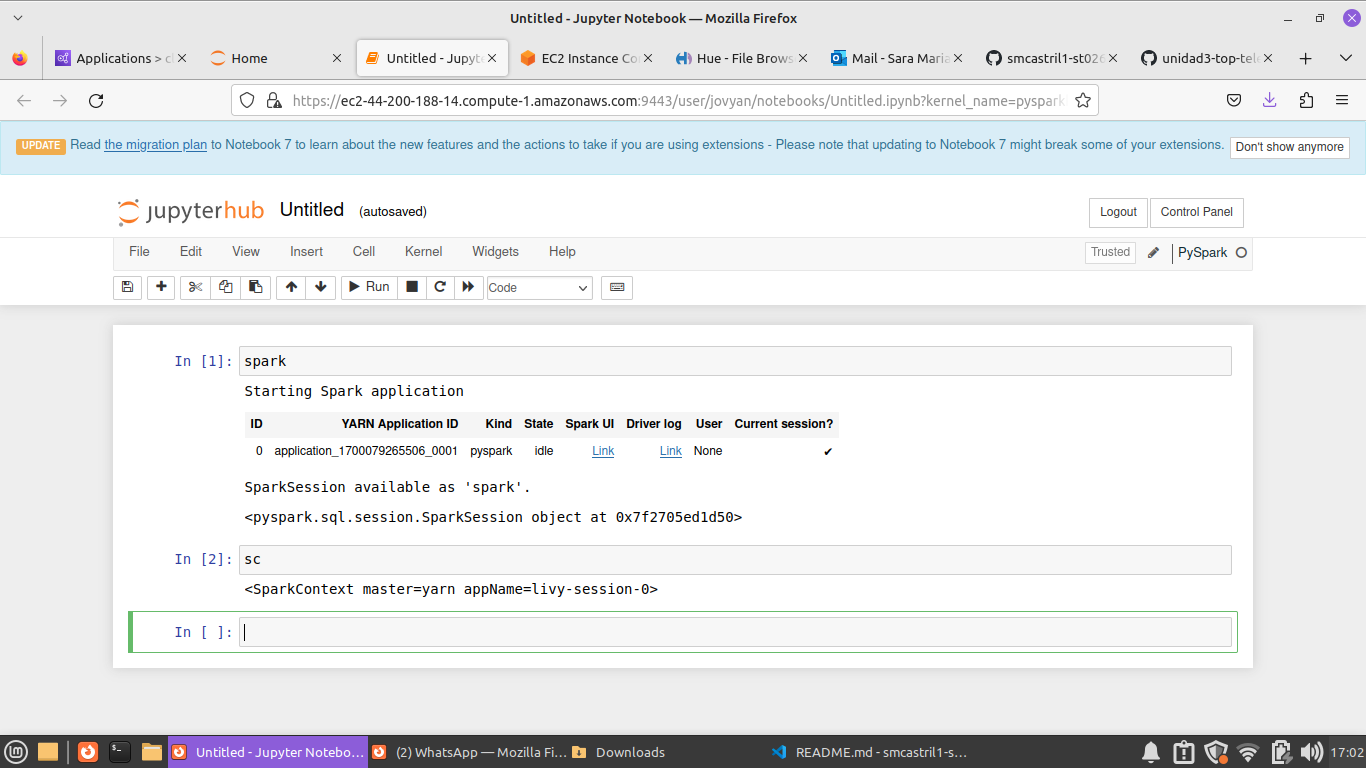 Untitled - Jupyter Notebook — Mozilla Firefox
Applications > cl
Home
Untitled - Jupyte
EC2 Instance Co
Hue - File Brows
Mail - Sara Maria
smcastril1-st026
unidad3-top-tele
https://ec2-44-200-188-14.compute-1.amazonaws.com:9443/user/jovyan/notebooks/Untitled.ipynb?kernel_name=pyspark
UPDATE Read the migration plan to Notebook 7 to learn about the new features and the actions to take if you are using extensions - Please note that updating to Notebook 7 might break some of your extensions. Don't show anymore
jupyterhub Untitled (autosaved) Logout Control Panel
File Edit View Insert Cell Kernel Widgets Help Trusted PySpark
Run Code
In [1]: spark
Starting Spark application
ID YARN Application ID Kind State Spark UI Driver log User Current session?
0 application_1700079265506_0001 pyspark idle Link Link None ✔
SparkSession available as 'spark'.
<pyspark.sql.session.SparkSession object at 0x7f2705ed1d50>
In [2]: sc
<SparkContext master=yarn appName=livy-session-0>
In [ ]:
Untitled - Jupyter Notebo... (2) WhatsApp — Mozilla Fi... Downloads README.md - smcastril1-s... 17:02